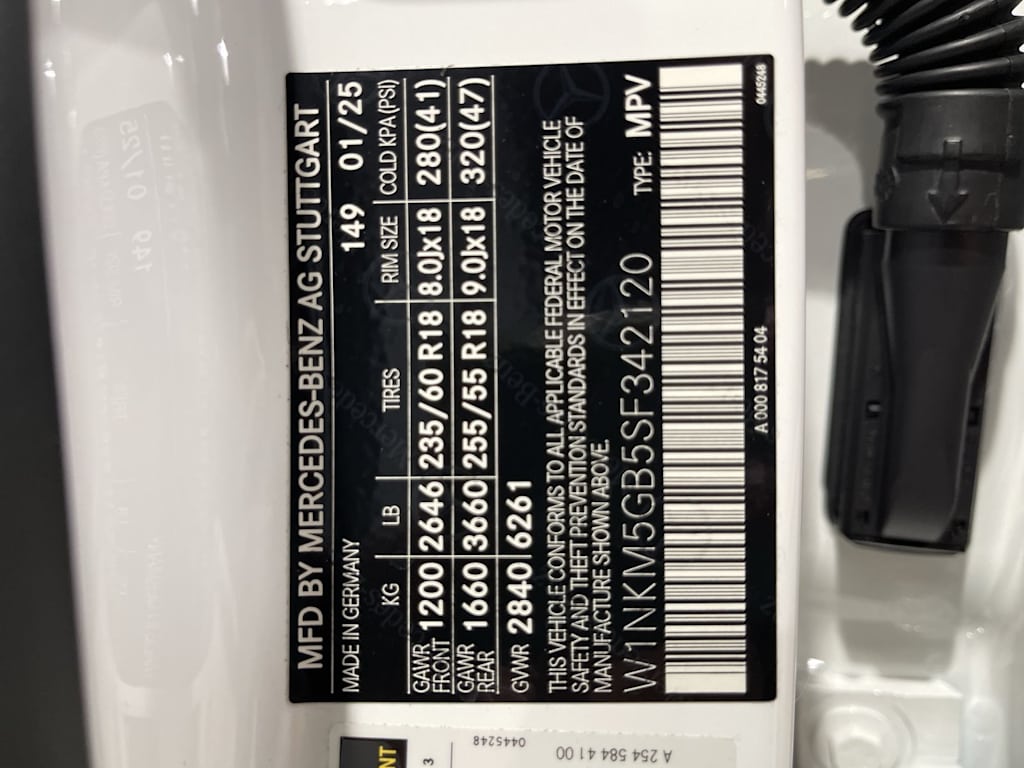 MFD BY MERCEDES-BENZ AG STUTTGART
MADE IN GERMANY 149 01/25
KG LB TIRES RIM SIZE COLD KPA(PSI)
GAWR FRONT 1200 2646 235/60 R18 8.0Jx18 280(41)
GAWR REAR 1660 3660 255/55 R18 9.0Jx18 320(47)
GVWR 2840 6261
THIS VEHICLE CONFORMS TO ALL APPLICABLE FEDERAL MOTOR VEHICLE
SAFETY AND THEFT PREVENTION STANDARDS IN EFFECT ON THE DATE OF
MANUFACTURE SHOWN ABOVE.
W1NKM5GB5SF342120 TYPE: MPV
A 000 817 54 04 0445248
NT
3
0445248
A 254 584 41 00